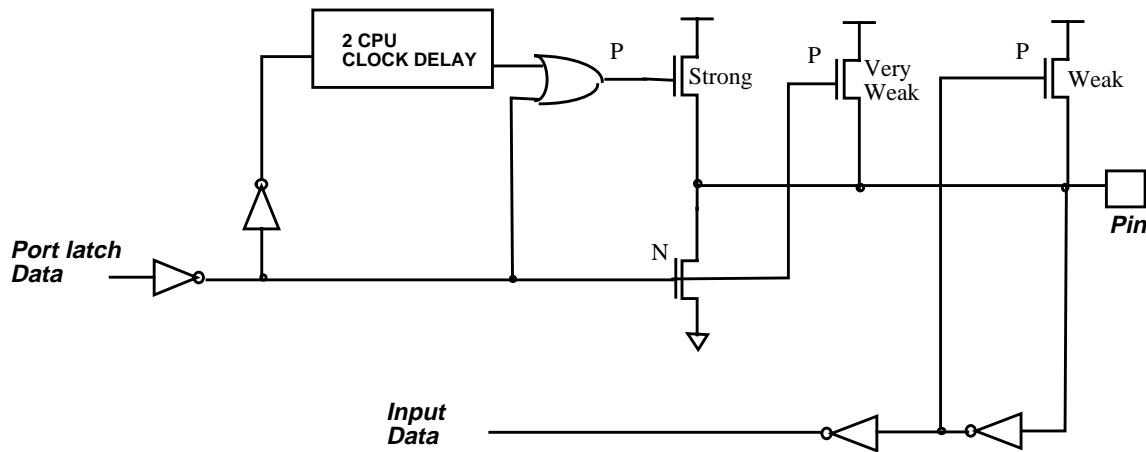 2 CPU
CLOCK DELAY
P
Strong
P
Very
Weak
P
Weak
Pin
Port latch
Data
N
Input
Data